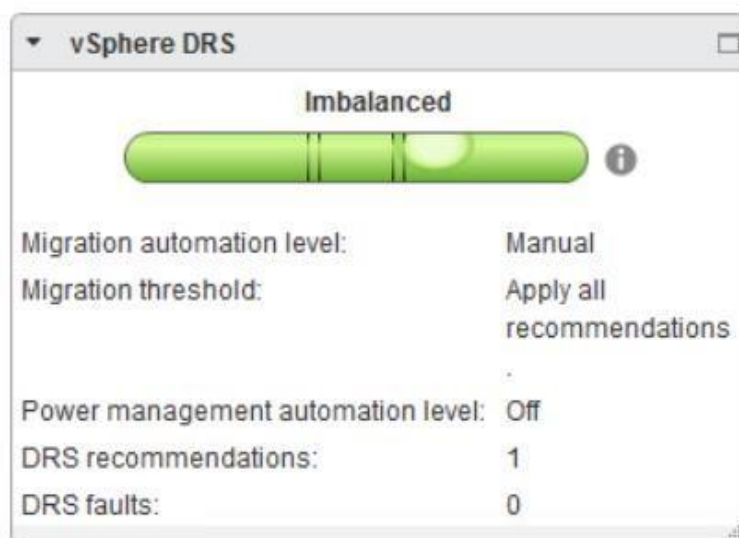 vSphere DRS
Imbalanced
Migration automation level: Manual
Migration threshold: Apply all
recommendations
.
Power management automation level: Off
DRS recommendations: 1
DRS faults: 0